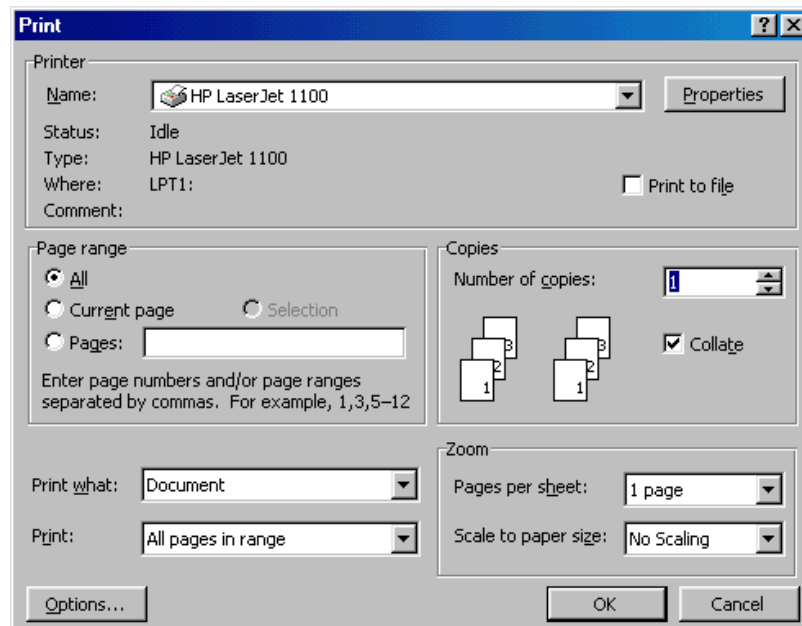 Print
Printer
Name: HP LaserJet 1100 Properties
Status: Idle
Type: HP LaserJet 1100
Where: LPT1: Print to file
Comment:
Page range
All
Current page Selection
Pages:
Enter page numbers and/or page ranges
separated by commas. For example, 1,3,5–12
Copies
Number of copies: 1
Collate
3 3
2 2
1 1
Print what: Document
Print: All pages in range
Zoom
Pages per sheet: 1 page
Scale to paper size: No Scaling
Options... OK Cancel